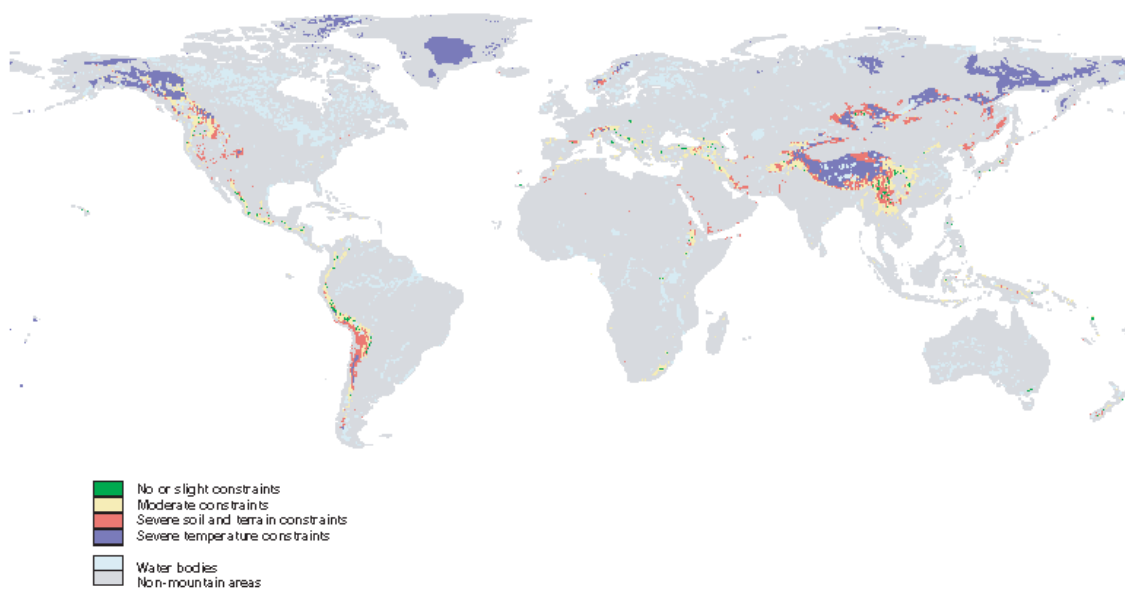 No or slight constraints
Moderate constraints
Severe soil and terrain constraints
Severe temperature constraints
Water bodies
Non-mountain areas